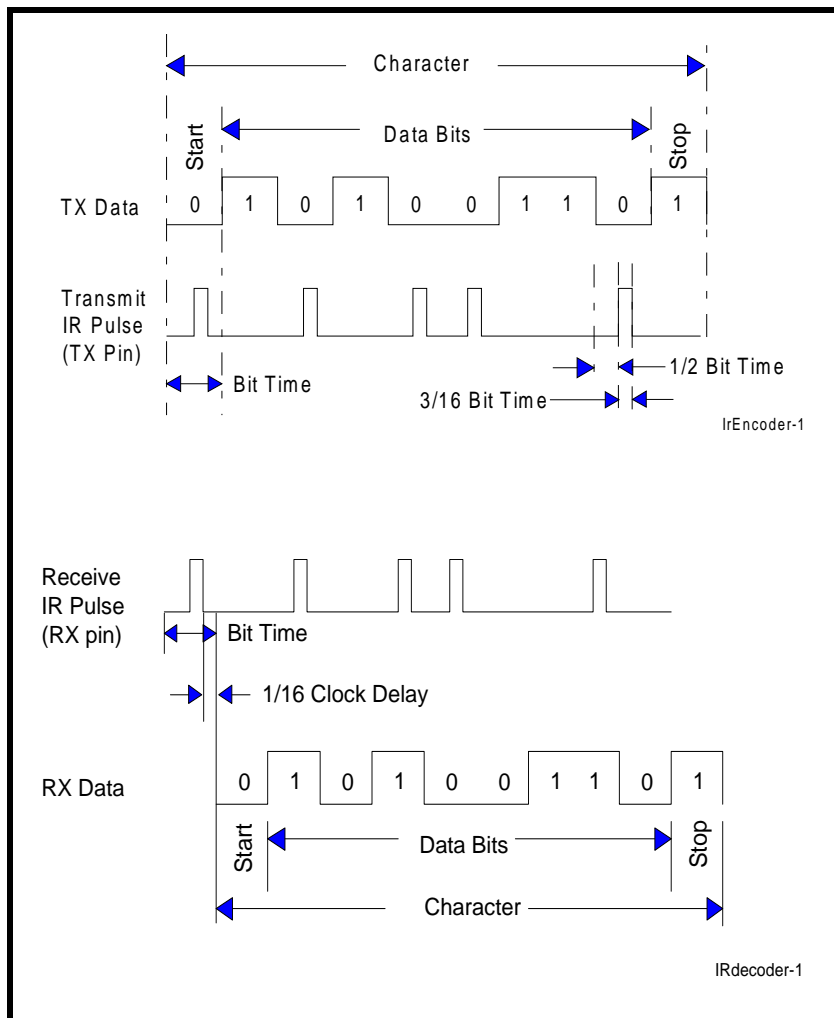 Character
Start
Data Bits
Stop
TX Data
0 1 0 1 0 0 1 1 0 1
Transmit
IR Pulse
(TX Pin)
Bit Time
1/2 Bit Time
3/16 Bit Time
IrEncoder-1
Receive
IR Pulse
(RX pin)
Bit Time
1/16 Clock Delay
RX Data
0 1 0 1 0 0 1 1 0 1
Start
Data Bits
Stop
Character
IRdecoder-1